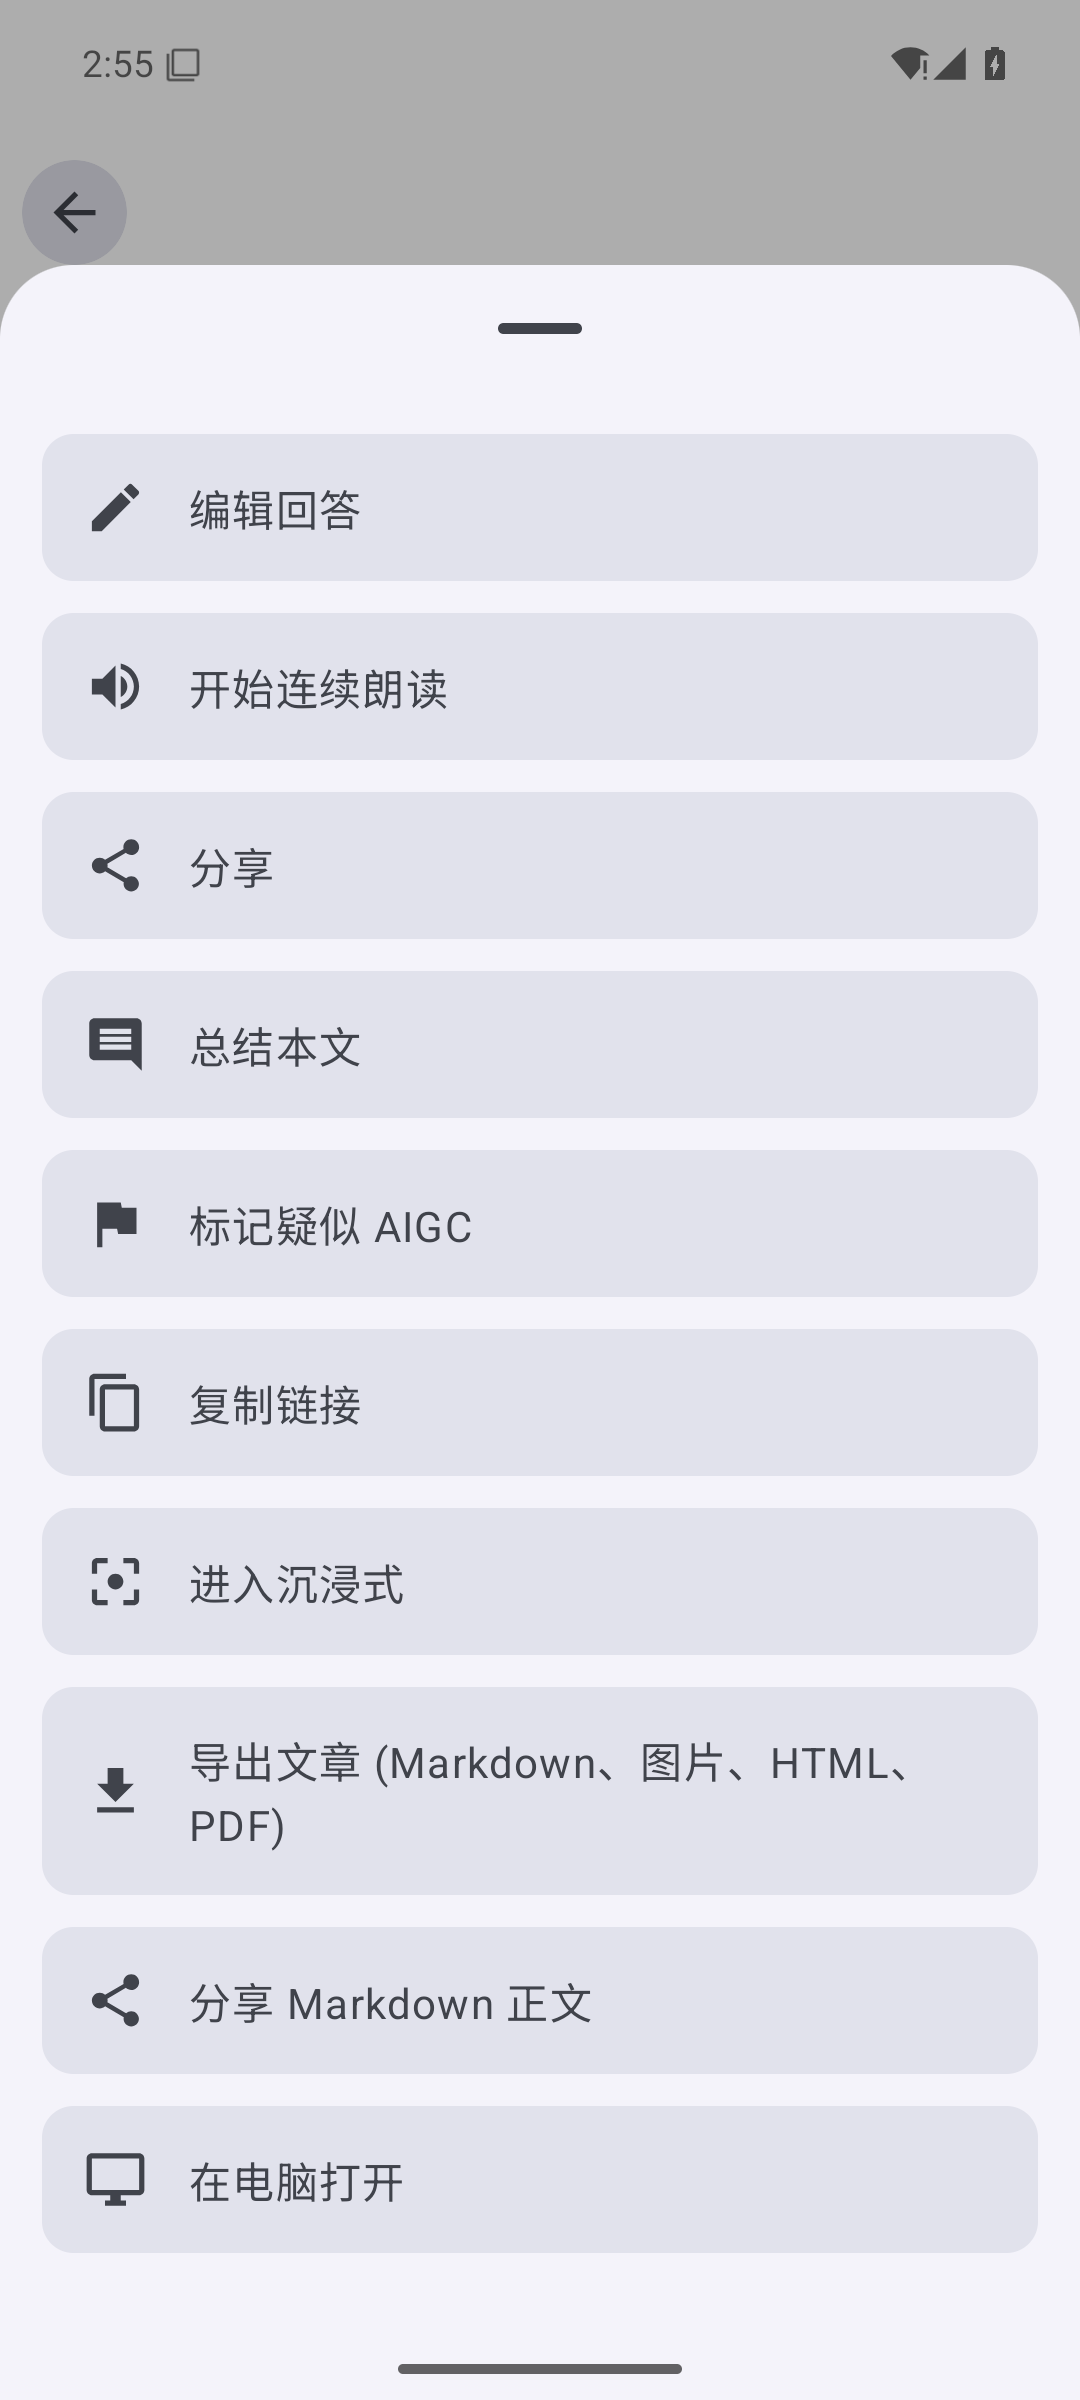 2:55
编辑回答
开始连续朗读
分享
总结本文
标记疑似 AIGC
复制链接
进入沉浸式
导出文章 (Markdown、图片、HTML、
PDF)
分享 Markdown 正文
在电脑打开